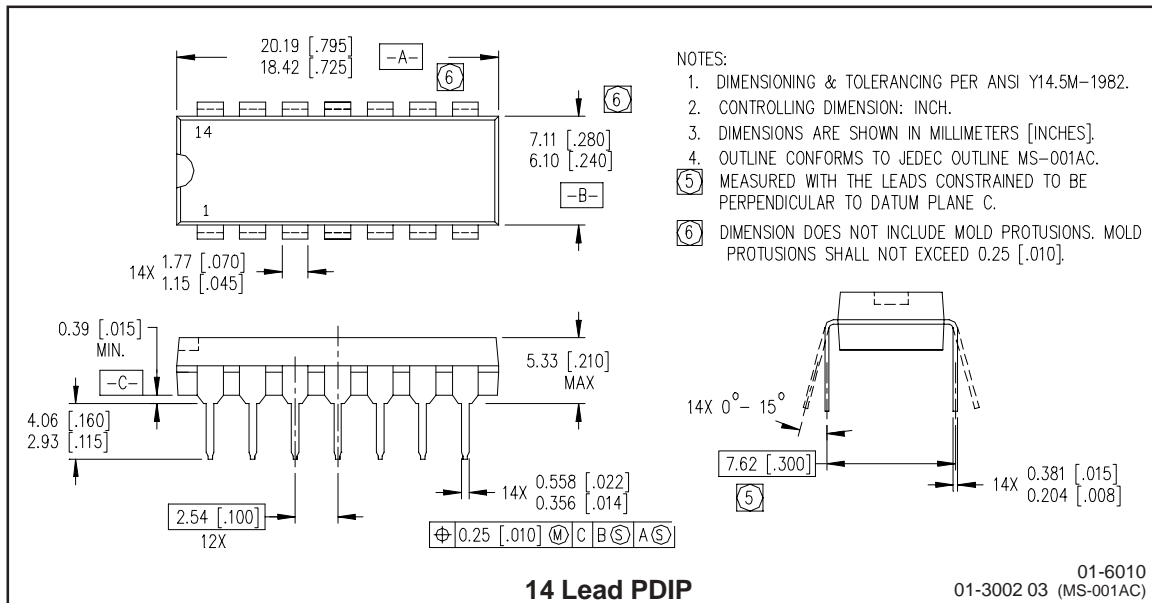 20.19 [.795]
18.42 [.725]
-A-
6
6
14
1
7.11 [.280]
6.10 [.240]
-B-
14X 1.77 [.070]
1.15 [.045]
NOTES:
1. DIMENSIONING & TOLERANCING PER ANSI Y14.5M-1982.
2. CONTROLLING DIMENSION: INCH.
3. DIMENSIONS ARE SHOWN IN MILLIMETERS [INCHES].
4. OUTLINE CONFORMS TO JEDEC OUTLINE MS-001AC.
5 MEASURED WITH THE LEADS CONSTRAINED TO BE
PERPENDICULAR TO DATUM PLANE C.
6 DIMENSION DOES NOT INCLUDE MOLD PROTUSIONS. MOLD
PROTUSIONS SHALL NOT EXCEED 0.25 [.010].
0.39 [.015]
MIN.
-C-
4.06 [.160]
2.93 [.115]
5.33 [.210]
MAX
2.54 [.100]
12X
14X 0.558 [.022]
0.356 [.014]
⌖ 0.25 [.010] Ⓜ C B Ⓢ A Ⓢ
14X 0°- 15°
7.62 [.300]
5
14X 0.381 [.015]
0.204 [.008]
14 Lead PDIP
01-6010
01-3002 03 (MS-001AC)